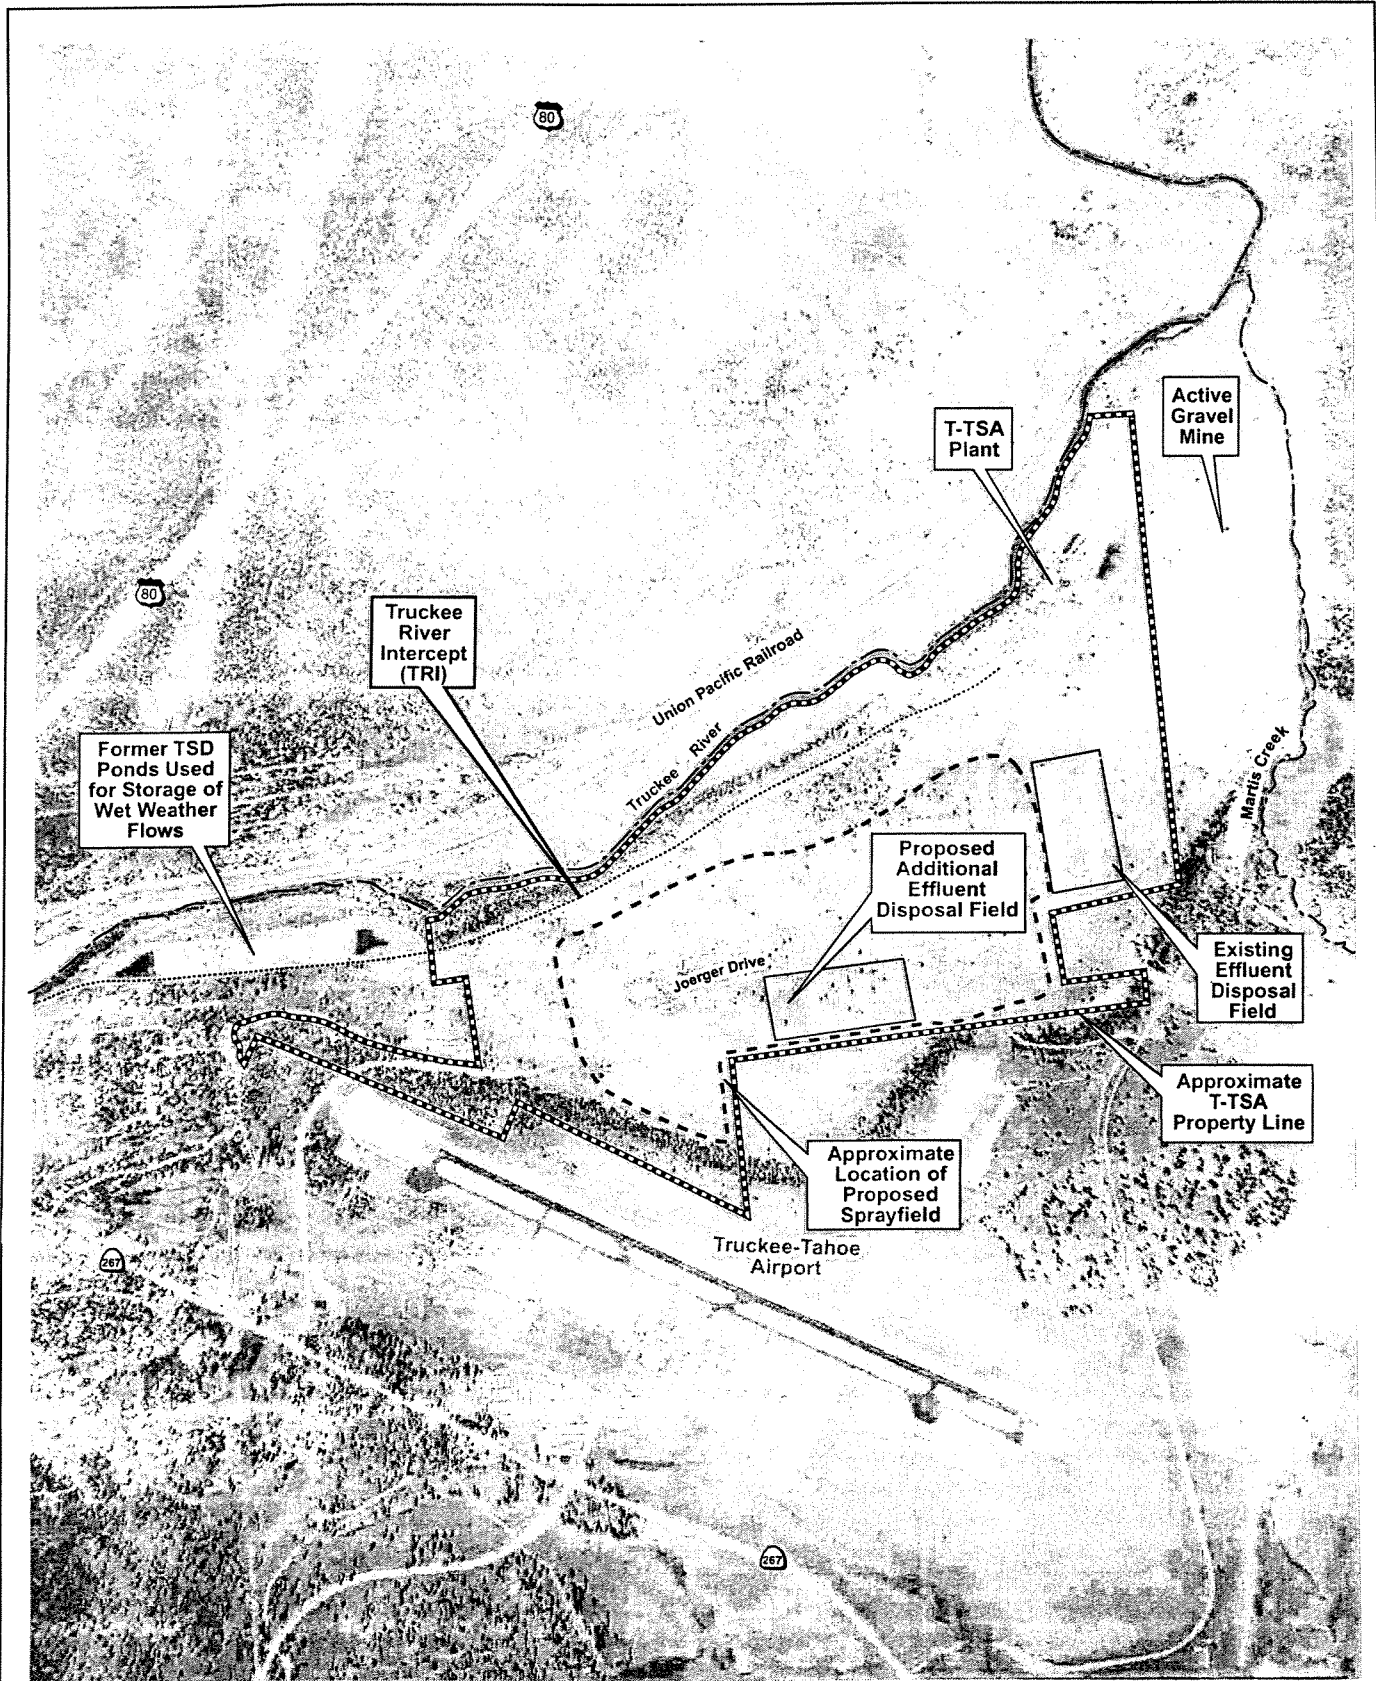 80
Active
Gravel
Mine
T-TSA
Plant
80
Truckee
River
Intercept
(TRI)
Union Pacific Railroad
Truckee River
Former TSD
Ponds Used
for Storage of
Wet Weather
Flows
Martis Creek
Proposed
Additional
Effluent
Disposal Field
Existing
Effluent
Disposal
Field
Joerger Drive
Approximate
T-TSA
Property Line
Approximate
Location of
Proposed
Sprayfield
Truckee-Tahoe
Airport
267
267